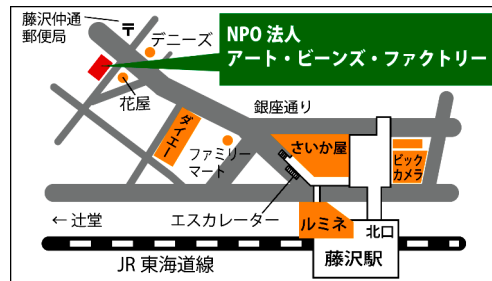 藤沢仲通
郵便局
〒
デニーズ
NPO 法人
アート・ビーンズ・ファクトリー
花屋
銀座通り
ダイエー
さいか屋
ファミリー
マート
ビック
カメラ
← 辻堂
エスカレーター
ルミネ
北口
藤沢駅
JR 東海道線